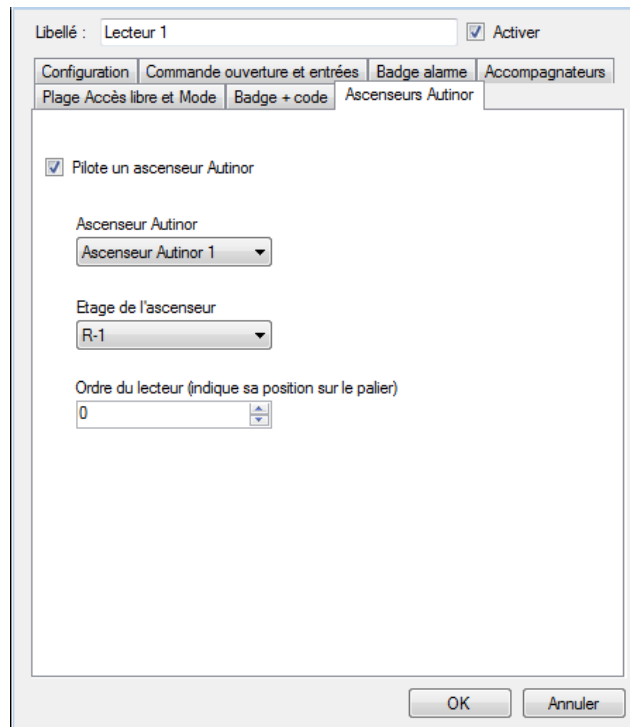 Libellé : Lecteur 1 Activer
Configuration Commande ouverture et entrées Badge alarme Accompagnateurs
Plage Accès libre et Mode Badge + code Ascenseurs Autinor
Pilote un ascenseur Autinor
Ascenseur Autinor
Ascenseur Autinor 1
Etage de l'ascenseur
R-1
Ordre du lecteur (indique sa position sur le palier)
0
OK Annuler